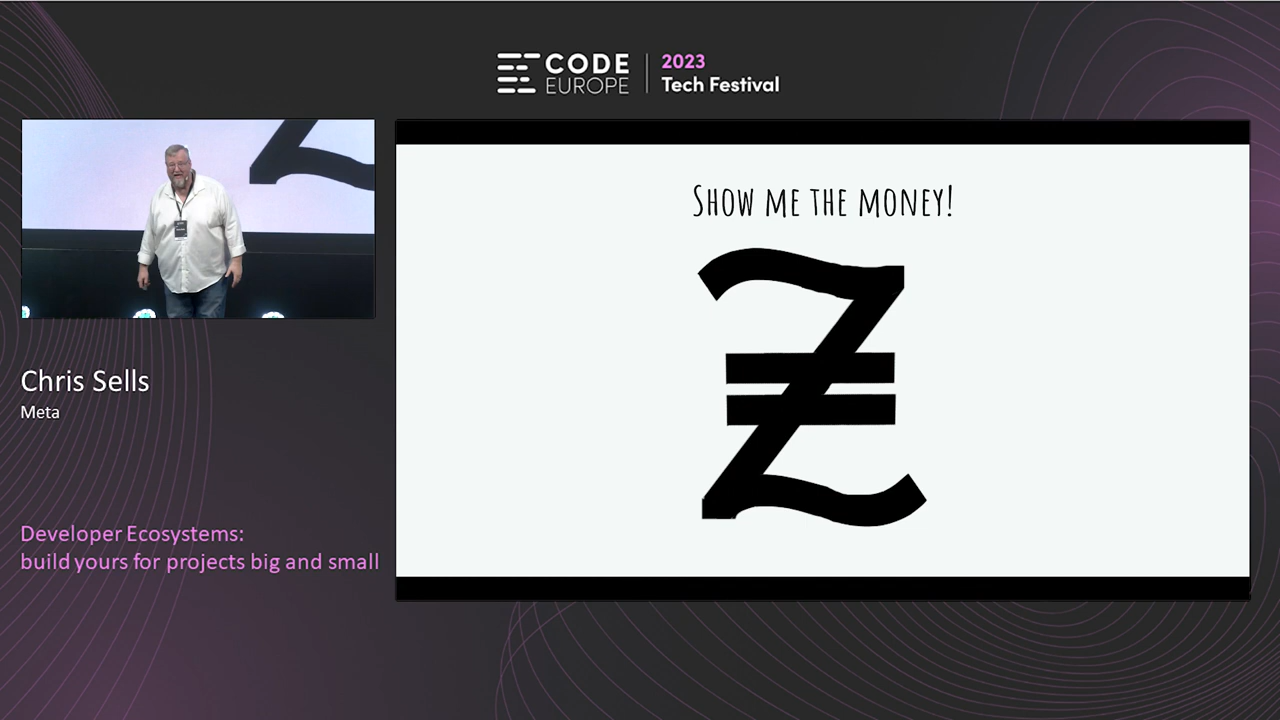 CODE
EUROPE
2023
Tech Festival
Show me the money!
Chris Sells
Meta
Developer Ecosystems:
build yours for projects big and small